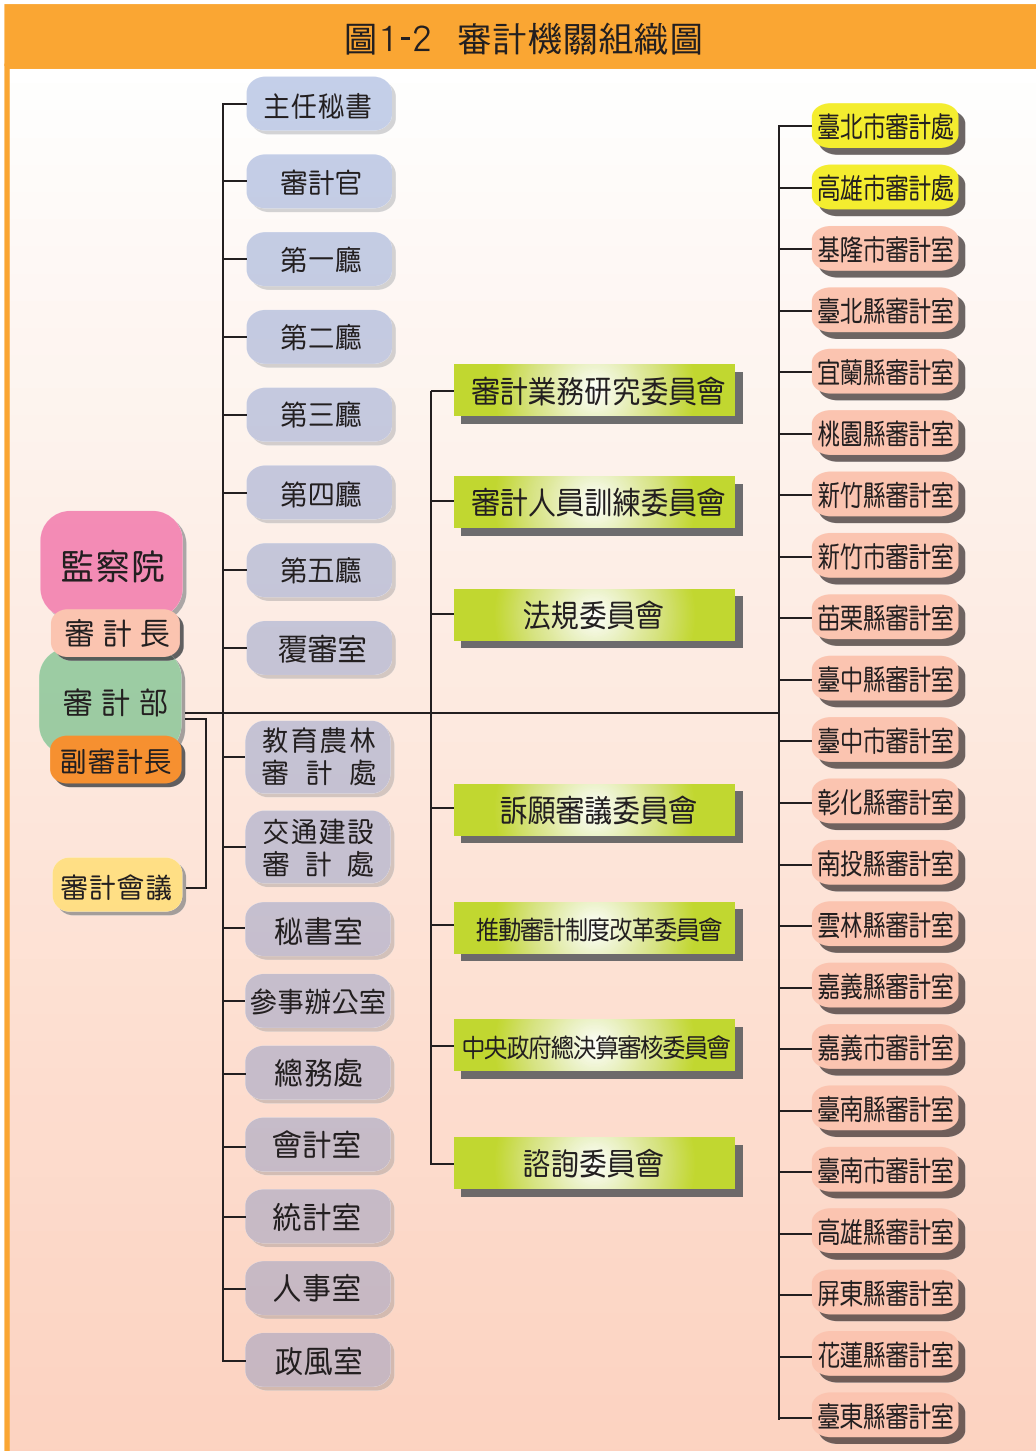 圖1-2 審計機關組織圖
監察院
審計長
審計部
副審計長
審計會議
主任秘書
審計官
第一廳
第二廳
第三廳
第四廳
第五廳
覆審室
教育農林
審計處
交通建設
審計處
秘書室
參事辦公室
總務處
會計室
統計室
人事室
政風室
審計業務研究委員會
審計人員訓練委員會
法規委員會
訴願審議委員會
推動審計制度改革委員會
中央政府總決算審核委員會
諮詢委員會
臺北市審計處
高雄市審計處
基隆市審計室
臺北縣審計室
宜蘭縣審計室
桃園縣審計室
新竹縣審計室
新竹市審計室
苗栗縣審計室
臺中縣審計室
臺中市審計室
彰化縣審計室
南投縣審計室
雲林縣審計室
嘉義縣審計室
嘉義市審計室
臺南縣審計室
臺南市審計室
高雄縣審計室
屏東縣審計室
花蓮縣審計室
臺東縣審計室